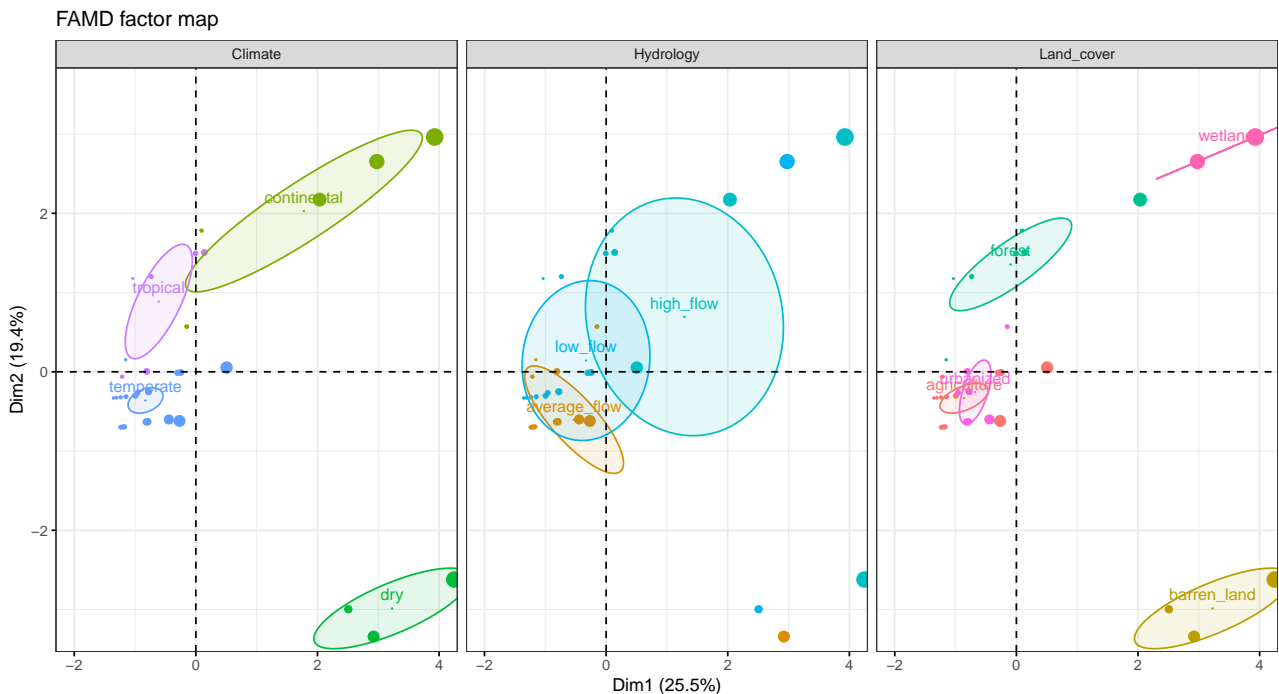 FAMD factor map
Climate
Hydrology
Land_cover
Dim2 (19.4%)
2
0
−2
continental
tropical
temperate
dry
high_flow
low_flow
average_flow
wetlan
forest
urbanized
agriculture
barren_land
−2 0 2 4
−2 0 2 4
−2 0 2 4
Dim1 (25.5%)